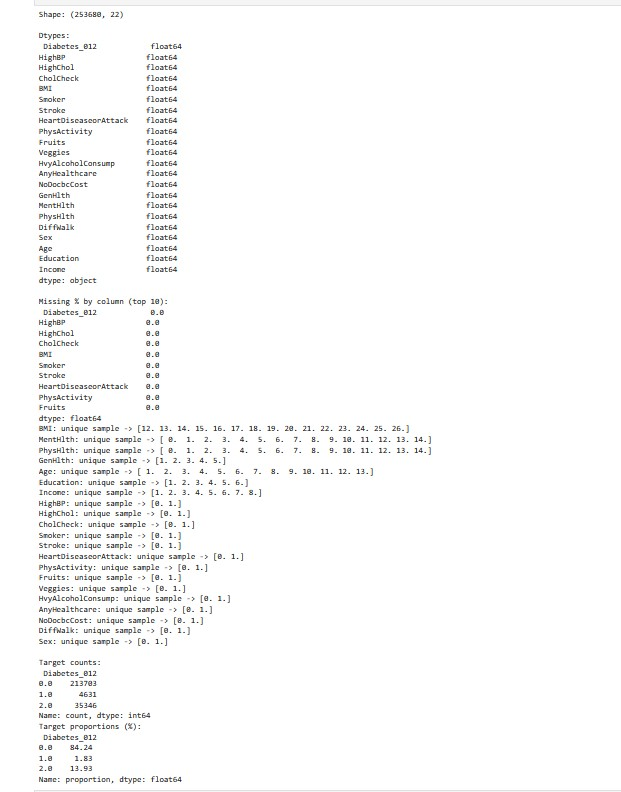 Shape: (253680, 22)
Dtypes:
Diabetes_012 float64
HighBP float64
HighChol float64
CholCheck float64
BMI float64
Smoker float64
Stroke float64
HeartDiseaseorAttack float64
PhysActivity float64
Fruits float64
Veggies float64
HvyAlcoholConsump float64
AnyHealthcare float64
NoDocbcCost float64
GenHlth float64
MentHlth float64
PhysHlth float64
DiffWalk float64
Sex float64
Age float64
Education float64
Income float64
dtype: object
Missing % by column (top 10):
Diabetes_012 0.0
HighBP 0.0
HighChol 0.0
CholCheck 0.0
BMI 0.0
Smoker 0.0
Stroke 0.0
HeartDiseaseorAttack 0.0
PhysActivity 0.0
Fruits 0.0
dtype: float64
BMI: unique sample -> [12. 13. 14. 15. 16. 17. 18. 19. 20. 21. 22. 23. 24. 25. 26.]
MentHlth: unique sample -> [ 0. 1. 2. 3. 4. 5. 6. 7. 8. 9. 10. 11. 12. 13. 14.]
PhysHlth: unique sample -> [ 0. 1. 2. 3. 4. 5. 6. 7. 8. 9. 10. 11. 12. 13. 14.]
GenHlth: unique sample -> [1. 2. 3. 4. 5.]
Age: unique sample -> [ 1. 2. 3. 4. 5. 6. 7. 8. 9. 10. 11. 12. 13.]
Education: unique sample -> [1. 2. 3. 4. 5. 6.]
Income: unique sample -> [1. 2. 3. 4. 5. 6. 7. 8.]
HighBP: unique sample -> [0. 1.]
HighChol: unique sample -> [0. 1.]
CholCheck: unique sample -> [0. 1.]
Smoker: unique sample -> [0. 1.]
Stroke: unique sample -> [0. 1.]
HeartDiseaseorAttack: unique sample -> [0. 1.]
PhysActivity: unique sample -> [0. 1.]
Fruits: unique sample -> [0. 1.]
Veggies: unique sample -> [0. 1.]
HvyAlcoholConsump: unique sample -> [0. 1.]
AnyHealthcare: unique sample -> [0. 1.]
NoDocbcCost: unique sample -> [0. 1.]
DiffWalk: unique sample -> [0. 1.]
Sex: unique sample -> [0. 1.]
Target counts:
Diabetes_012
0.0 213703
1.0 4631
2.0 35346
Name: count, dtype: int64
Target proportions (%):
Diabetes_012
0.0 84.24
1.0 1.83
2.0 13.93
Name: proportion, dtype: float64